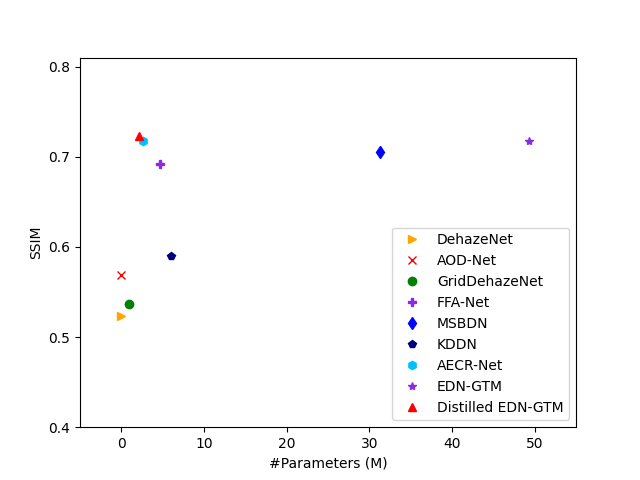 0.8
0.7
0.6
0.5
0.4
SSIM
0
10
20
30
40
50
#Parameters (M)
DehazeNet
AOD-Net
GridDehazeNet
FFA-Net
MSBDN
KDDN
AECR-Net
EDN-GTM
Distilled EDN-GTM